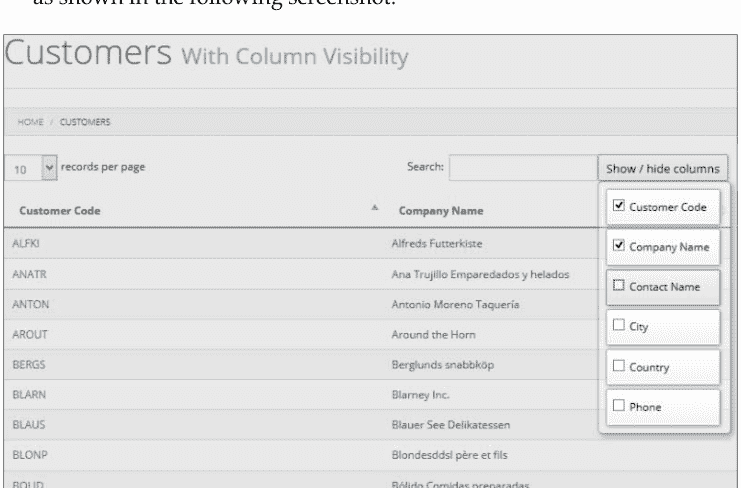 as shown in the following screenshot:
Customers With Column Visibility
HOME / CUSTOMERS
10 records per page Search: Show / hide columns
Customer Code Company Name
Customer Code
Company Name
Contact Name
City
Country
Phone
ALFKI Alfreds Futterkiste
ANATR Ana Trujillo Emparedados y helados
ANTON Antonio Moreno Taquería
AROUT Around the Horn
BERGS Berglunds snabbköp
BLARN Blarney Inc.
BLAUS Blauer See Delikatessen
BLONP Blondesddsl père et fils
BOLID Bólido Comidas preparadas